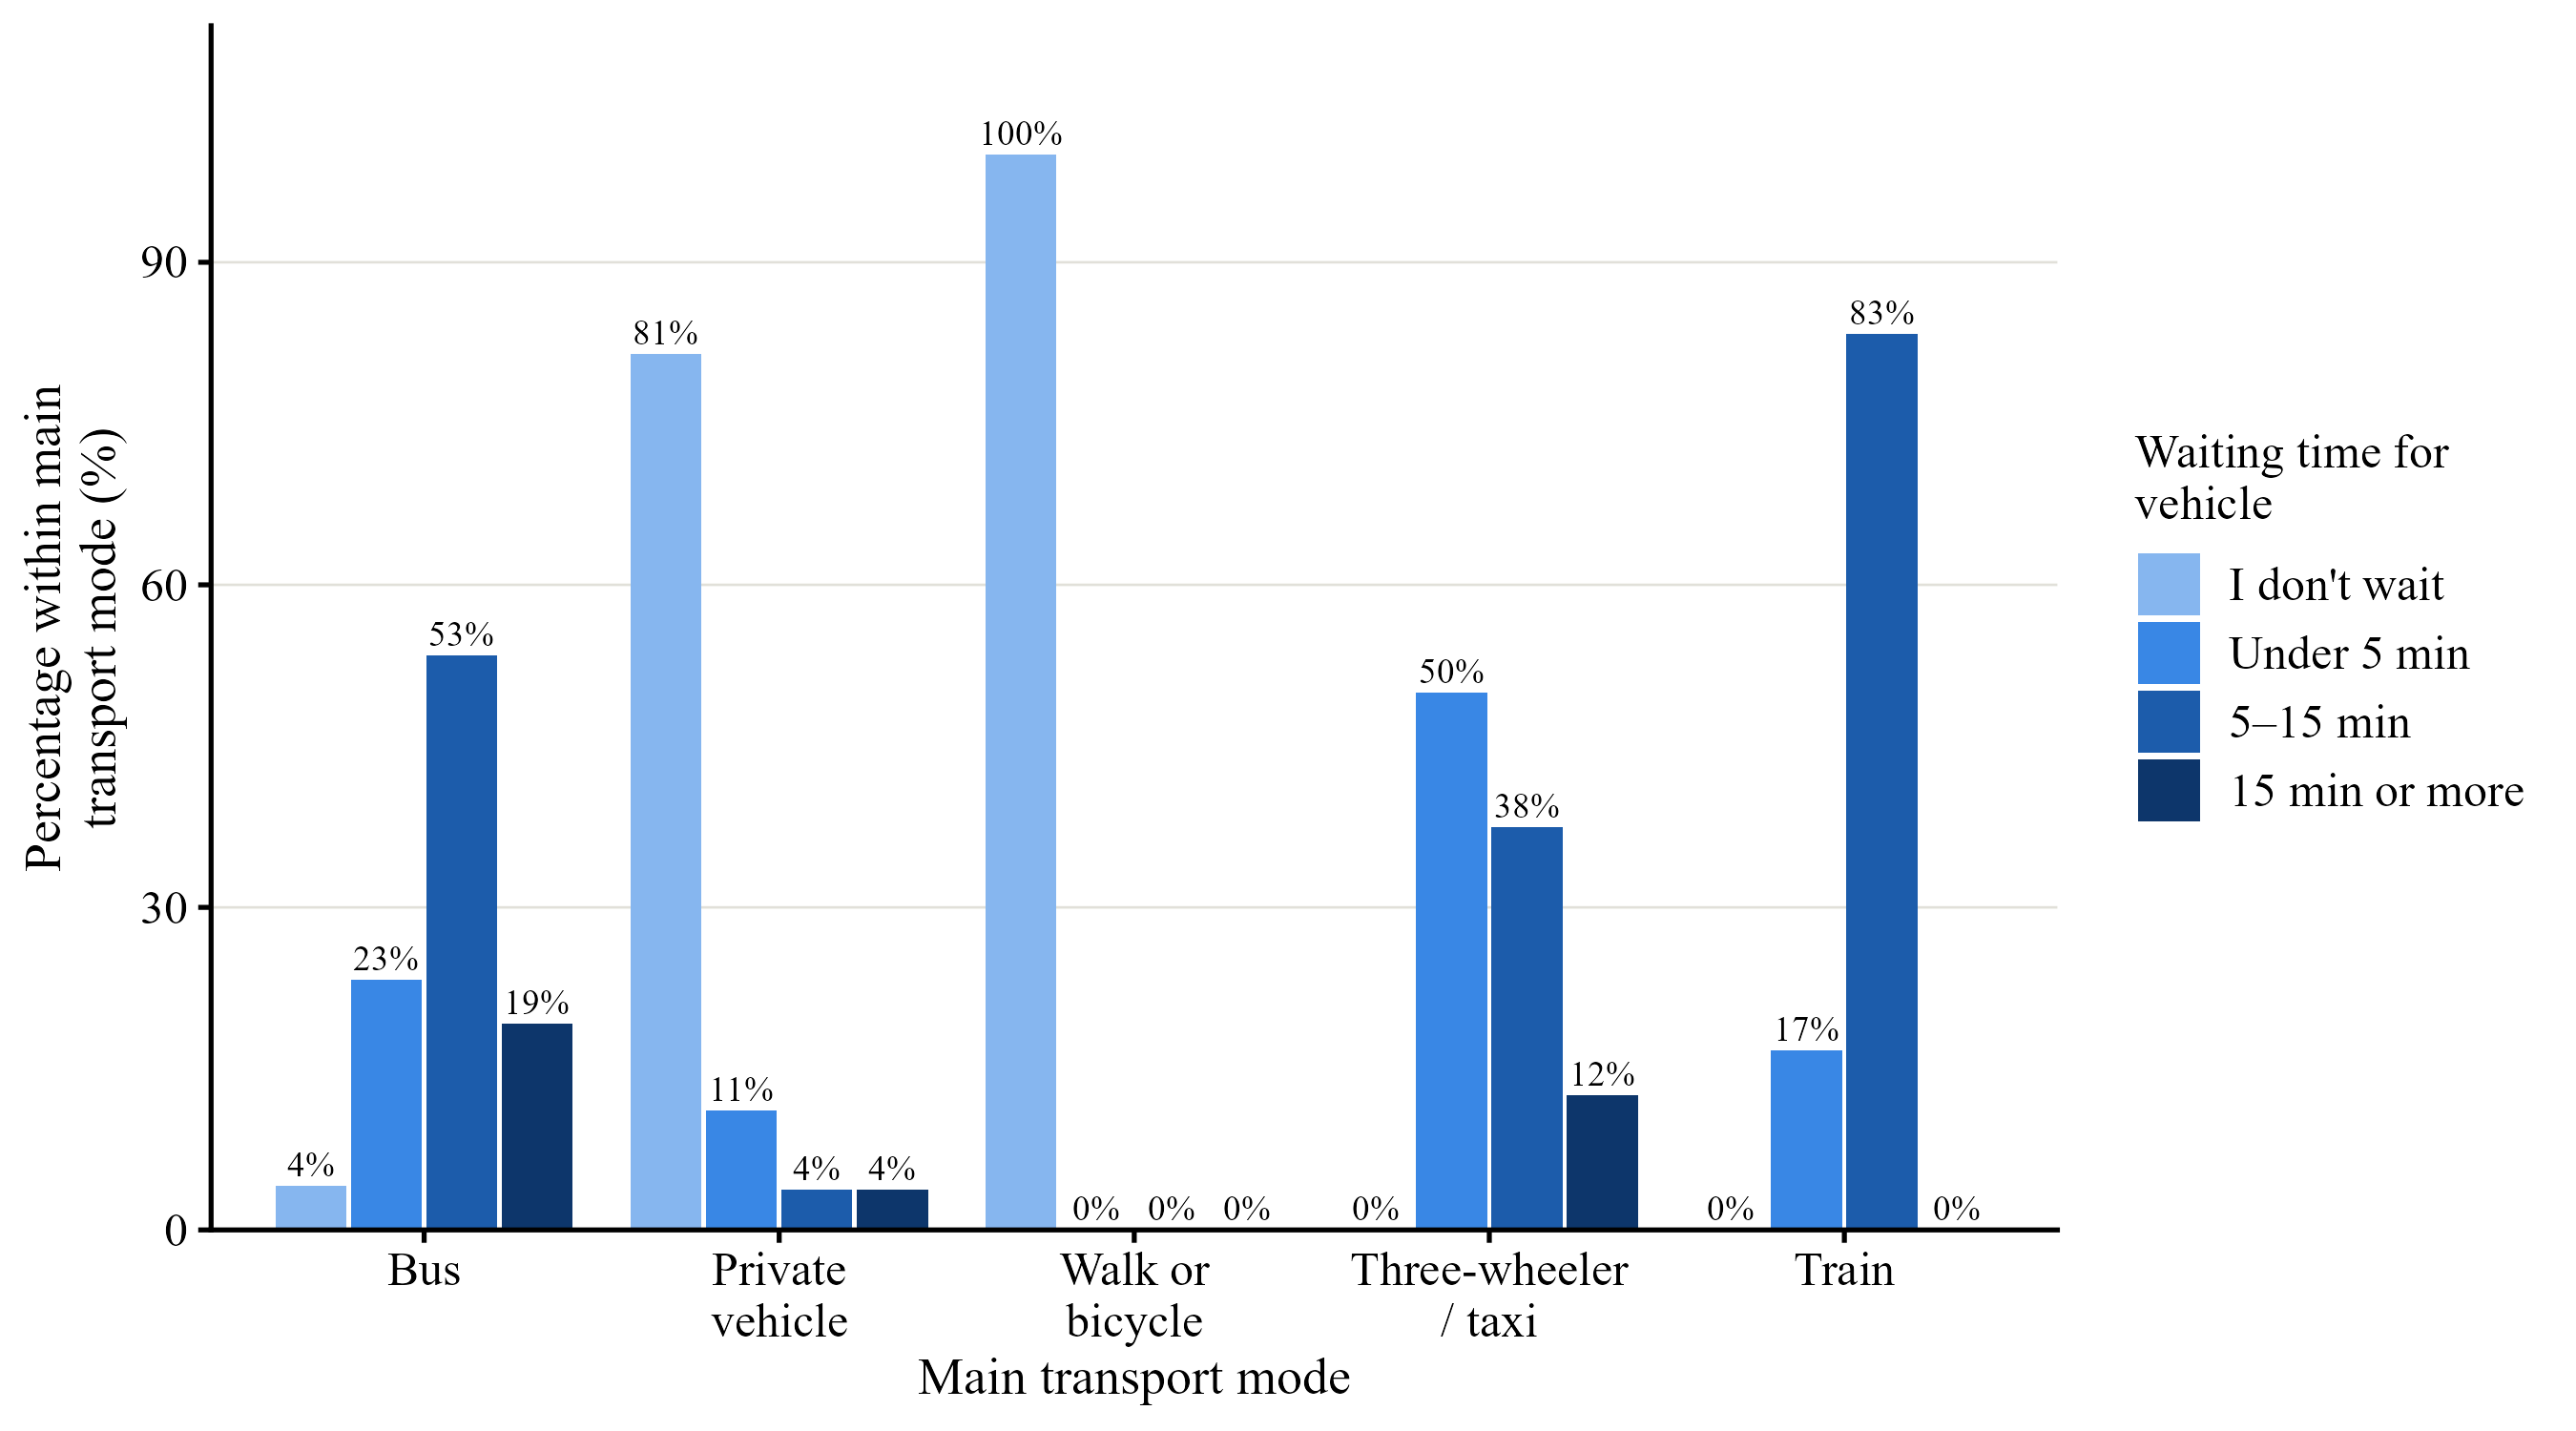 100%
90
81%
83%
60
53%
50%
38%
30
23%
19%
17%
12%
11%
4%
4%
4%
0%
0%
0%
0%
0%
0%
0
Bus
Private
vehicle
Walk or
bicycle
Three-wheeler
/ taxi
Train
Main transport mode
Percentage within main
transport mode (%)
Waiting time for
vehicle
I don't wait
Under 5 min
5–15 min
15 min or more